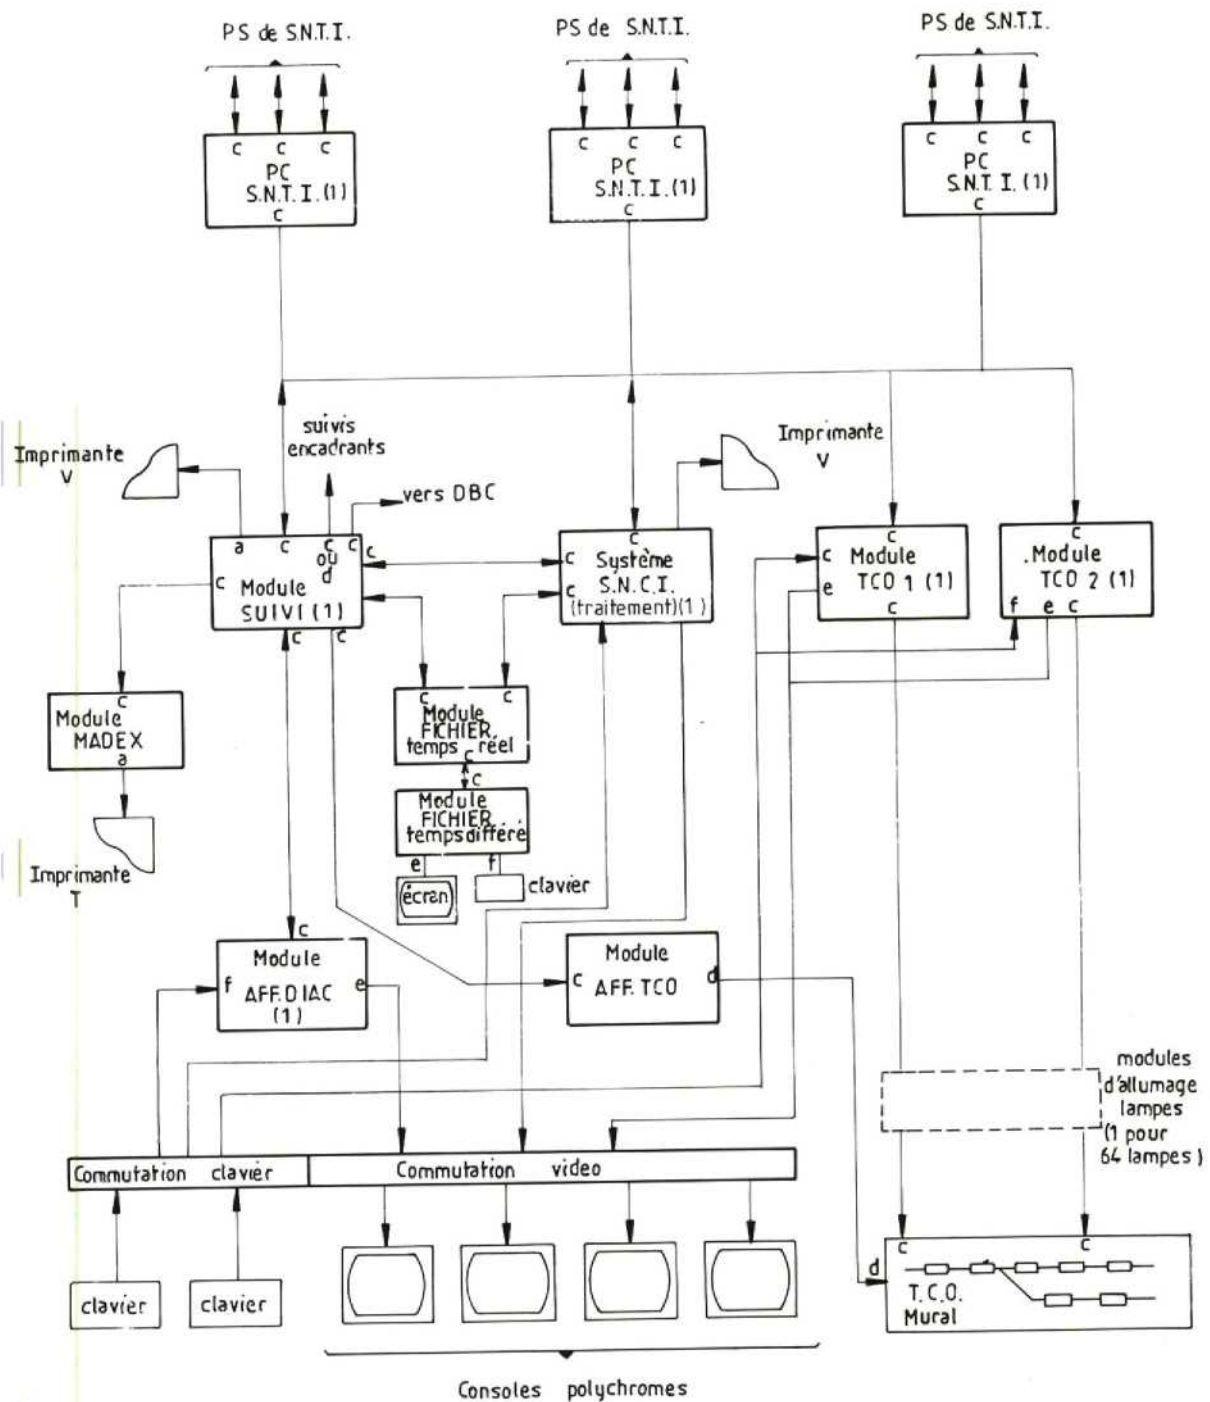 PS de S.N.T.I.
PS de S.N.T.I.
PS de S.N.T.I.
c c c
PC
S.N.T.I.(1)
c
c c c
PC
S.N.T.I.(1)
c
c c c
PC
S.N.T.I.(1)
c
Imprimante
V
suivis
encadrants
vers DBC
Imprimante
V
a c c c c
ou
d
c
Module
SUIVI (1)
c c
c
c
Système
c
S.N.C.I.
(traitement)(1)
c
c
Module
e
TCO 1 (1)
c
c
Module
TCO 2 (1)
f e c
c
Module
MADEX
a
Imprimante
T
c c
Module
FICHIER
temps réel
c
c
Module
FICHIER
temps différé
e f
écran
clavier
c
Module
f
AFF.DIAC
e
(1)
Module
c
AFF.TCO
d
modules
d'allumage
lampes
(1 pour
64 lampes)
Commutation clavier
Commutation video
clavier
clavier
c c
d
T.C.O.
Mural
Consoles polychromes